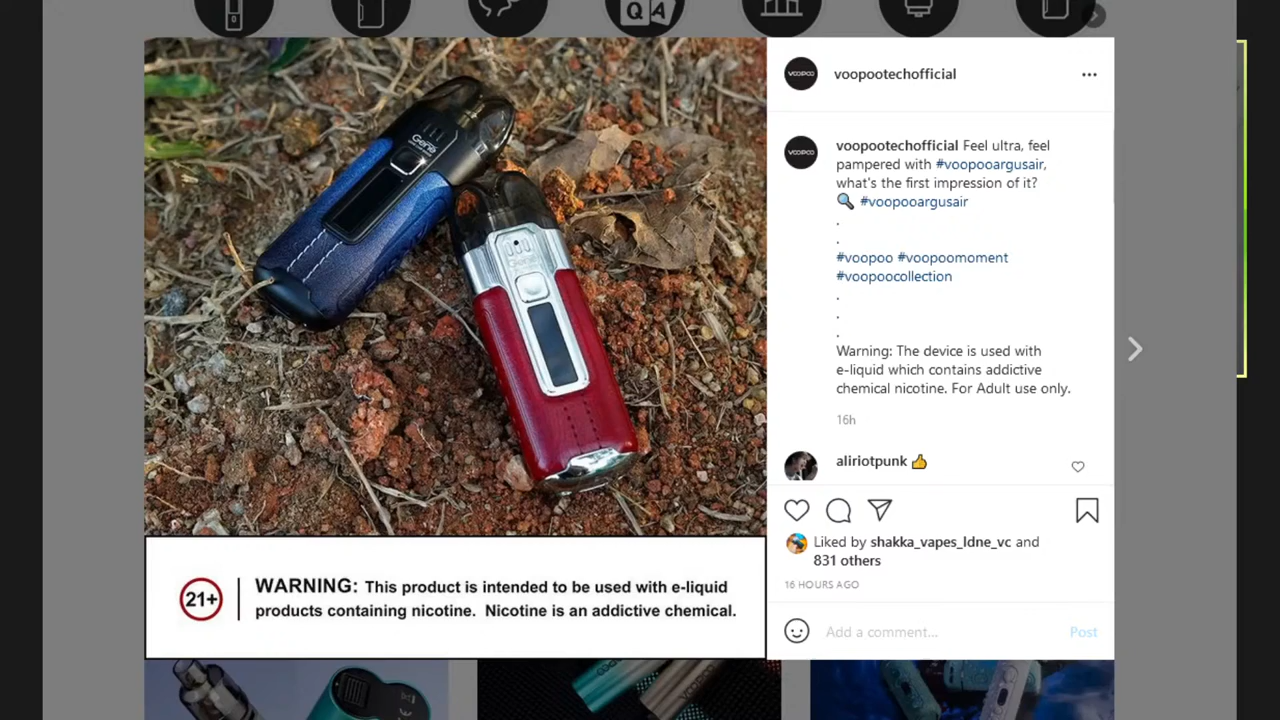 Q A
voopootechofficial
VOOPOO
Gene
voopootechofficial Feel ultra, feel
pampered with #voopooargusair,
what's the first impression of it?
🔍 #voopooargusair
.
.
#voopoo #voopoomoment
#voopoocollection
.
.
.
Warning: The device is used with
e-liquid which contains addictive
chemical nicotine. For Adult use only.
16h
aliriotpunk 👍
Liked by shakka_vapes_ldne_vc and
831 others
16 HOURS AGO
Add a comment... Post
21+ WARNING: This product is intended to be used with e-liquid
products containing nicotine. Nicotine is an addictive chemical.